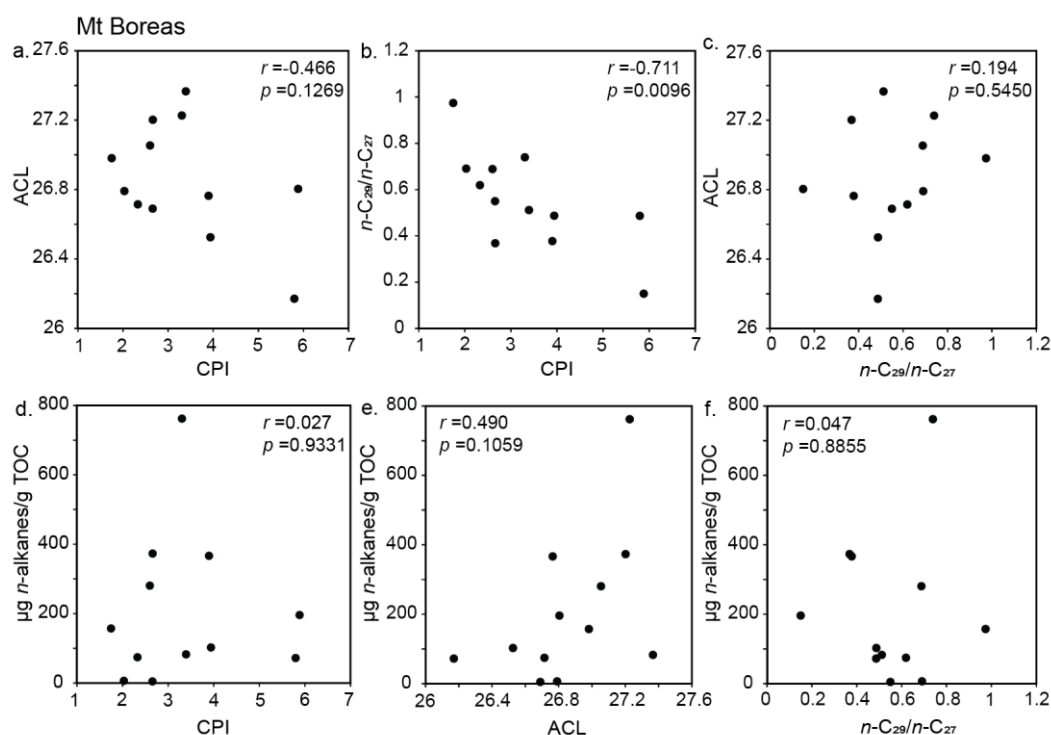 Mt Boreas
a.
27.6
27.2
26.8
26.4
26
ACL
r=-0.466
p =0.1269
1 2 3 4 5 6 7
CPI
b.
1.2
1
0.8
0.6
0.4
0.2
0
n-C₂₉/n-C₂₇
r=-0.711
p =0.0096
1 2 3 4 5 6 7
CPI
c.
27.6
27.2
26.8
26.4
26
ACL
r=0.194
p =0.5450
0 0.2 0.4 0.6 0.8 1 1.2
n-C₂₉/n-C₂₇
d.
800
600
400
200
0
µg n-alkanes/g TOC
r=0.027
p =0.9331
1 2 3 4 5 6 7
CPI
e.
800
600
400
200
0
µg n-alkanes/g TOC
r=0.490
p =0.1059
26 26.4 26.8 27.2 27.6
ACL
f.
800
600
400
200
0
µg n-alkanes/g TOC
r=0.047
p =0.8855
0 0.2 0.4 0.6 0.8 1 1.2
n-C₂₉/n-C₂₇